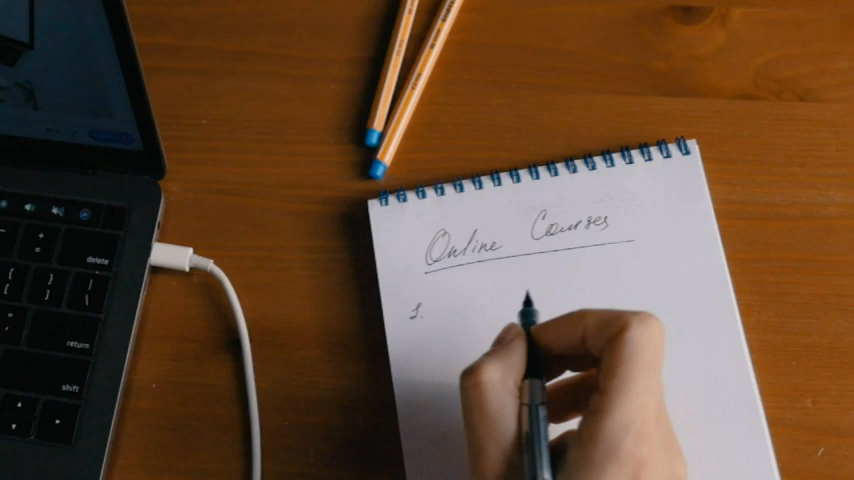 Online Courses
1.
delete
return
shift
+
=
{
[
}
]
|
\
"
'